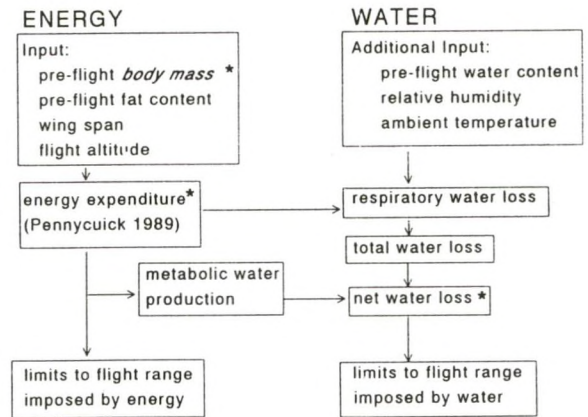 ENERGY
Input:
pre-flight body mass *
pre-flight fat content
wing span
flight altitude
WATER
Additional Input:
pre-flight water content
relative humidity
ambient temperature
energy expenditure*
(Pennycuick 1989)
respiratory water loss
total water loss
metabolic water
production
net water loss *
limits to flight range
imposed by energy
limits to flight range
imposed by water